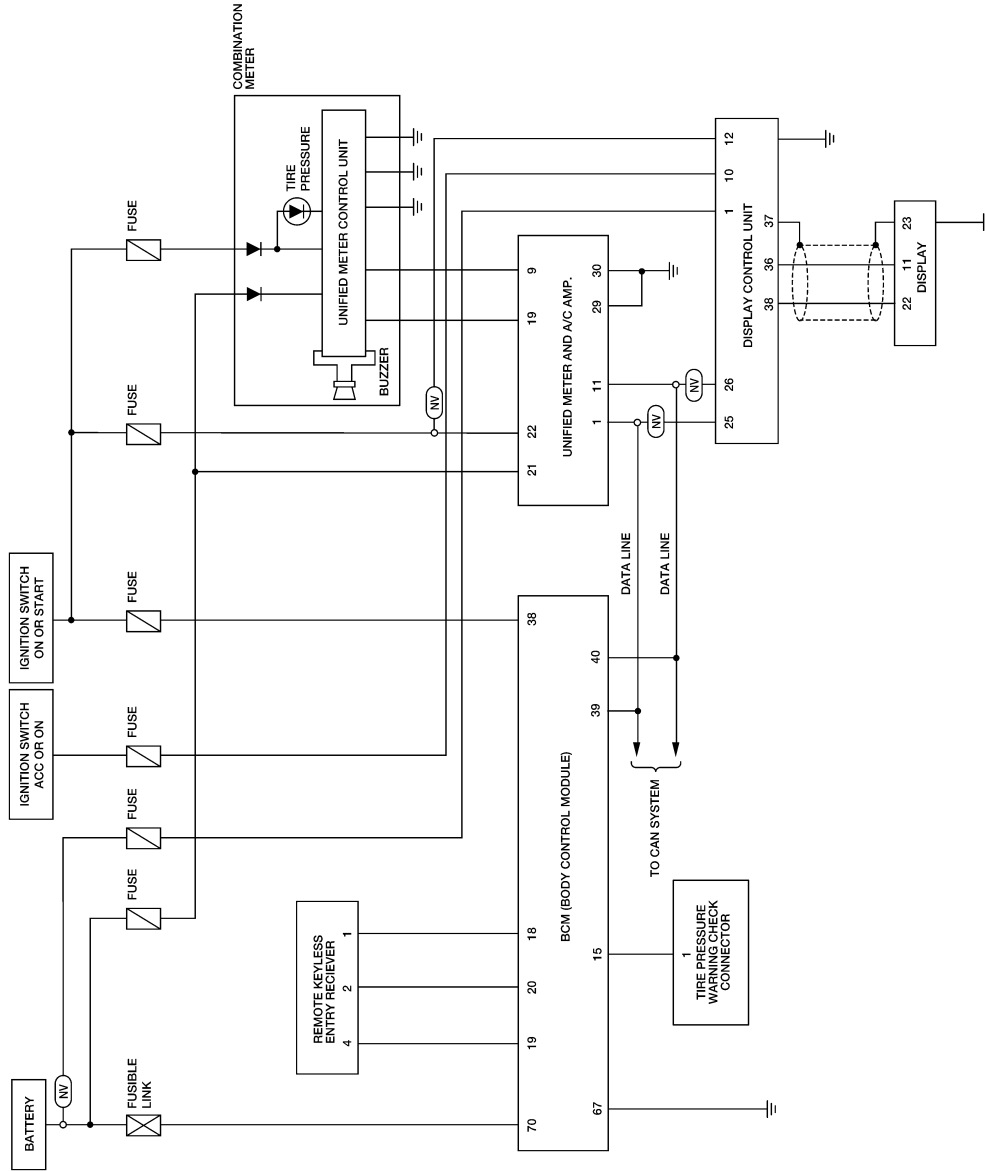 BATTERY
IGNITION SWITCH
ACC OR ON
IGNITION SWITCH
ON OR START
NV
FUSIBLE
LINK
FUSE
FUSE
FUSE
FUSE
FUSE
FUSE
COMBINATION
METER
TIRE
PRESSURE
UNIFIED METER CONTROL UNIT
BUZZER
NV
REMOTE KEYLESS
ENTRY RECIEVER
4
2
1
70
19
20
18
38
BCM (BODY CONTROL MODULE)
67
15
39
40
21
22
19
9
UNIFIED METER AND A/C AMP.
1
11
29
30
DATA LINE
DATA LINE
TO CAN SYSTEM
NV
NV
1
TIRE PRESSURE
WARNING CHECK
CONNECTOR
25
26
1
10
12
DISPLAY CONTROL UNIT
38
36
37
22
11
23
DISPLAY